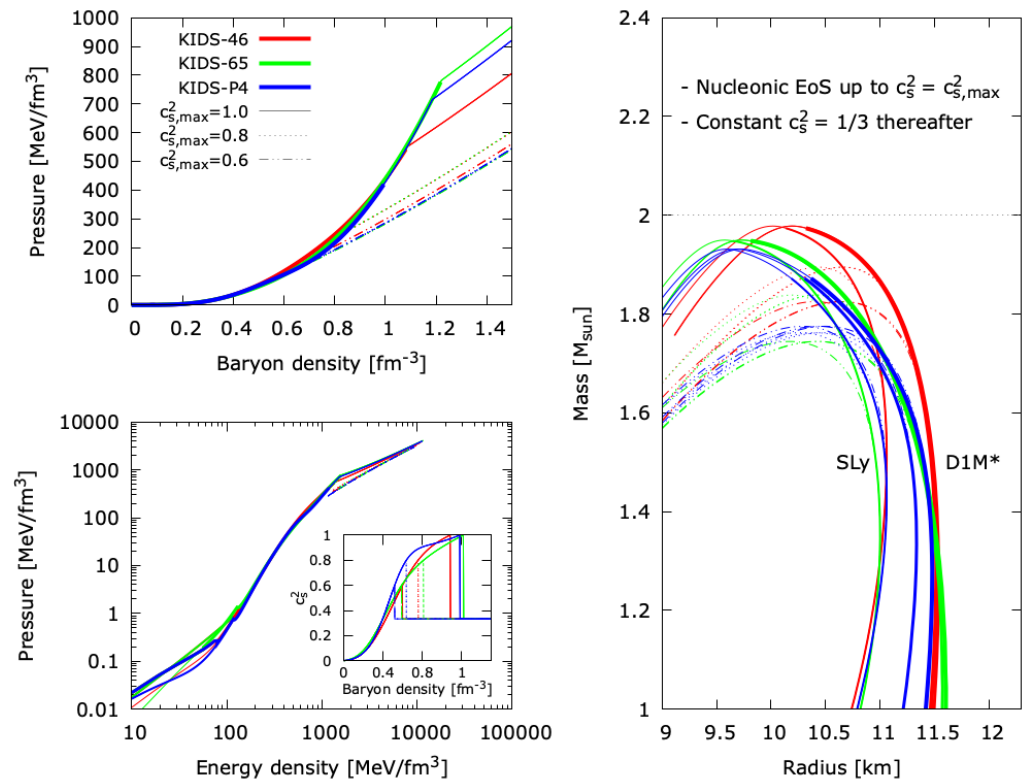 1000
900
800
700
600
500
400
300
200
100
0
Pressure [MeV/fm³]
KIDS-46
KIDS-65
KIDS-P4
c²s,max=1.0
c²s,max=0.8
c²s,max=0.6
0 0.2 0.4 0.6 0.8 1 1.2 1.4
Baryon density [fm⁻³]
10000
1000
100
10
1
0.1
0.01
Pressure [MeV/fm³]
1
0.8
0.6
0.4
0.2
0
c²s
0 0.4 0.8 1
Baryon density [fm⁻³]
10 100 1000 10000 100000
Energy density [MeV/fm³]
2.4
2.2
2
1.8
1.6
1.4
1.2
1
Mass [Msun]
- Nucleonic EoS up to c²s = c²s,max
- Constant c²s = 1/3 thereafter
SLy
D1M*
9 9.5 10 10.5 11 11.5 12
Radius [km]